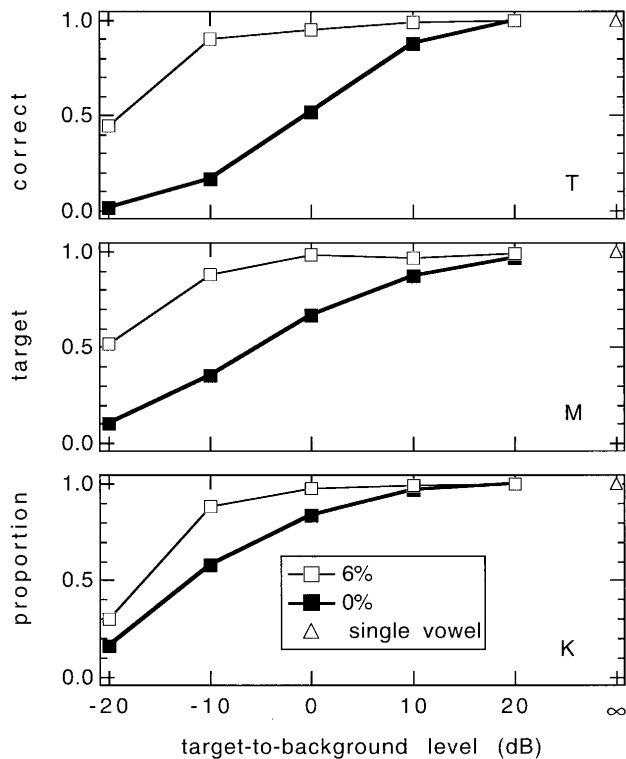 1.0
correct
0.5
T
0.0
1.0
target
0.5
M
0.0
1.0
proportion
0.5
6%
0%
single vowel
K
0.0
-20 -10 0 10 20 ∞
target-to-background level (dB)